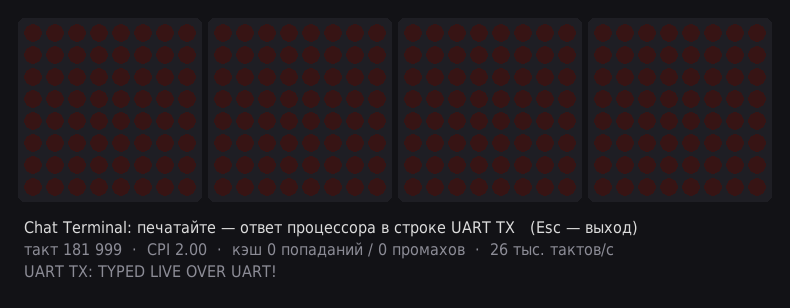 Chat Terminal: печатайте — ответ процессора в строке UART TX (Esc — выход)
такт 181 999 · CPI 2.00 · кэш 0 попаданий / 0 промахов · 26 тыс. тактов/с
UART TX: TYPED LIVE OVER UART!